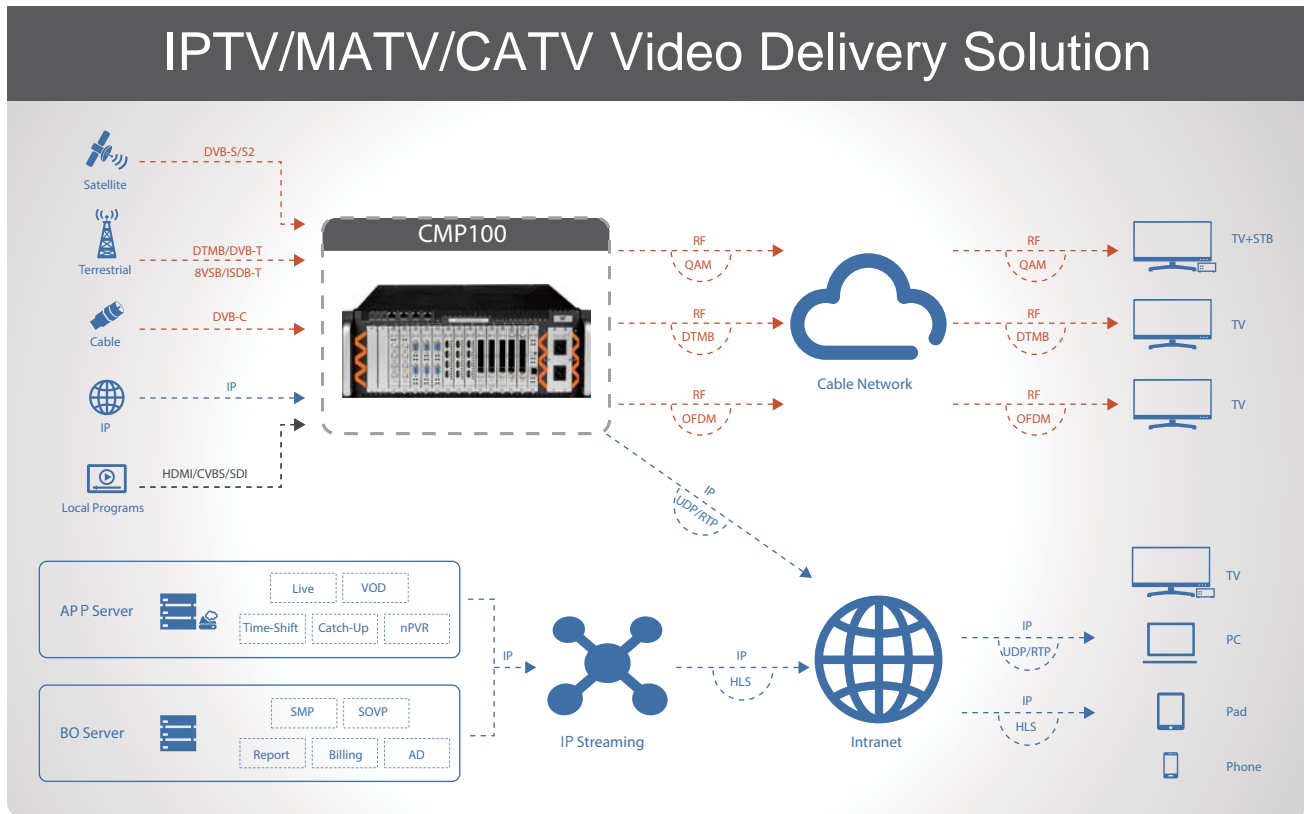 IPTV/MATV/CATV Video Delivery Solution
Satellite
DVB-S/S2
Terrestrial
DTMB/DVB-T
8VSB/ISDB-T
Cable
DVB-C
IP
IP
Local Programs
HDMI/CVBS/SDI
CMP100
RF
QAM
RF
DTMB
RF
OFDM
Cable Network
RF
QAM
RF
DTMB
RF
OFDM
TV+STB
TV
TV
IP
UDP/RTP
APP Server
Live
VOD
Time-Shift
Catch-Up
nPVR
BO Server
SMP
SOVP
Report
Billing
AD
IP
IP Streaming
IP
HLS
Intranet
IP
UDP/RTP
IP
HLS
TV
PC
Pad
Phone